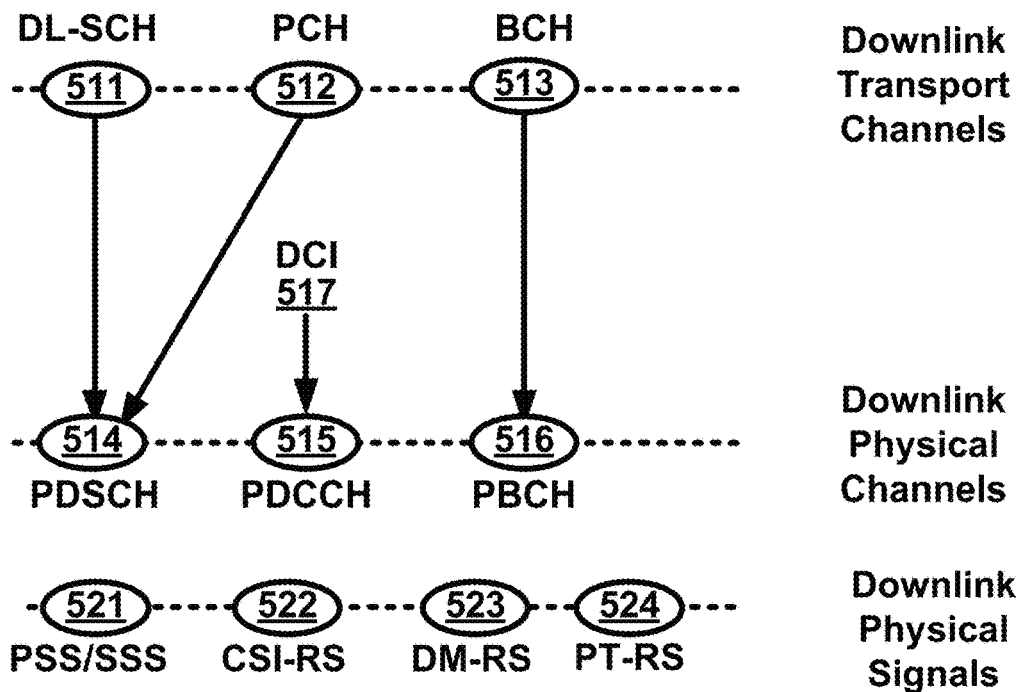 DL-SCH PCH BCH
511 512 513
Downlink
Transport
Channels
DCI
517
514 515 516
PDSCH PDCCH PBCH
Downlink
Physical
Channels
521 522 523 524
PSS/SSS CSI-RS DM-RS PT-RS
Downlink
Physical
Signals